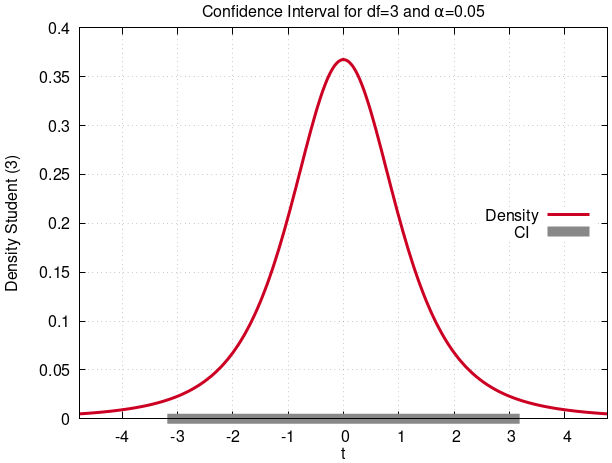 Confidence Interval for df=3 and α=0.05
0.4
0.35
0.3
0.25
0.2
0.15
0.1
0.05
0
Density Student (3)
Density
CI
-4 -3 -2 -1 0 1 2 3 4
t